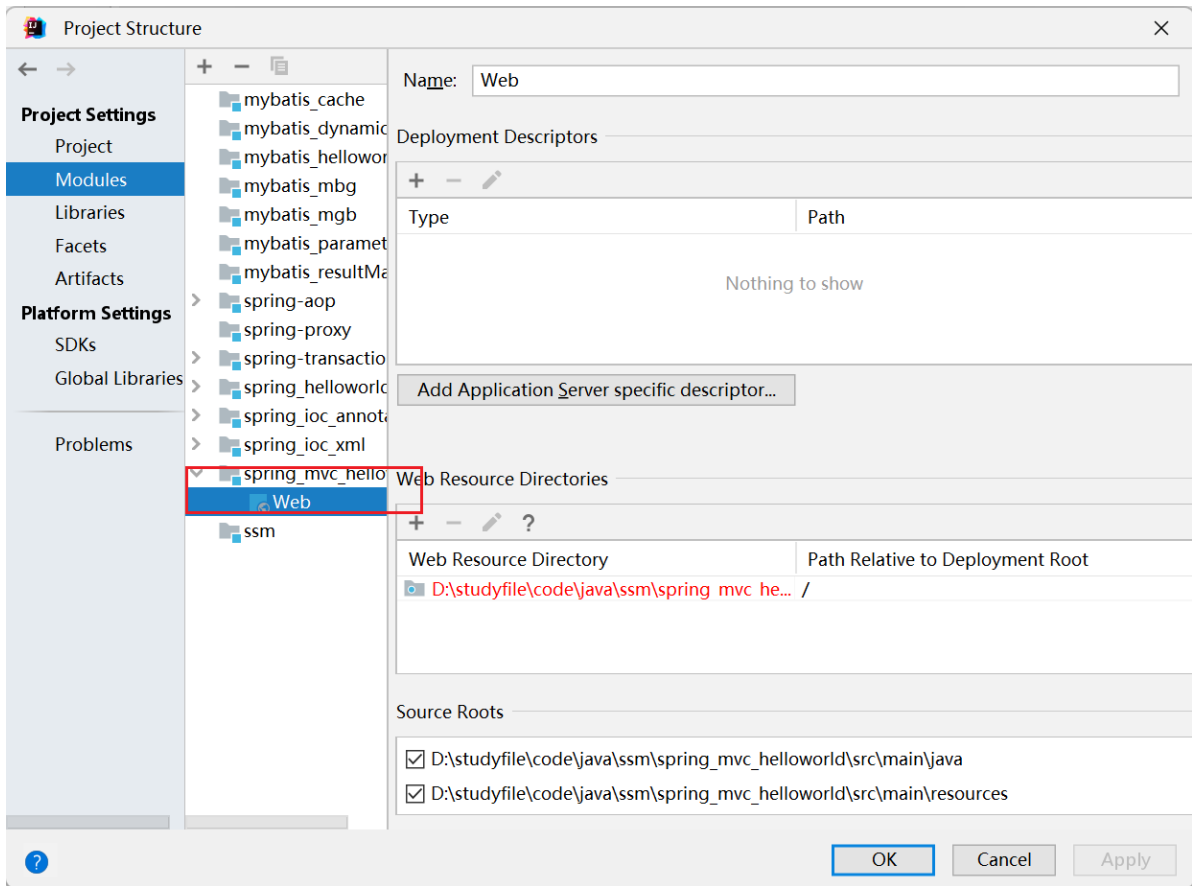 Project Structure
Project Settings
Project
Modules
Libraries
Facets
Artifacts
Platform Settings
SDKs
Global Libraries
Problems
mybatis_cache
mybatis_dynamic
mybatis_hellowor
mybatis_mbg
mybatis_mgb
mybatis_paramet
mybatis_resultMa
spring-aop
spring-proxy
spring-transactio
spring_helloworld
spring_ioc_annota
spring_ioc_xml
spring_mvc_hello
Web
ssm
Name: Web
Deployment Descriptors
Type Path
Nothing to show
Add Application Server specific descriptor...
Web Resource Directories
?
Web Resource Directory Path Relative to Deployment Root
D:\studyfile\code\java\ssm\spring_mvc_he... /
Source Roots
D:\studyfile\code\java\ssm\spring_mvc_helloworld\src\main\java
D:\studyfile\code\java\ssm\spring_mvc_helloworld\src\main\resources
? OK Cancel Apply